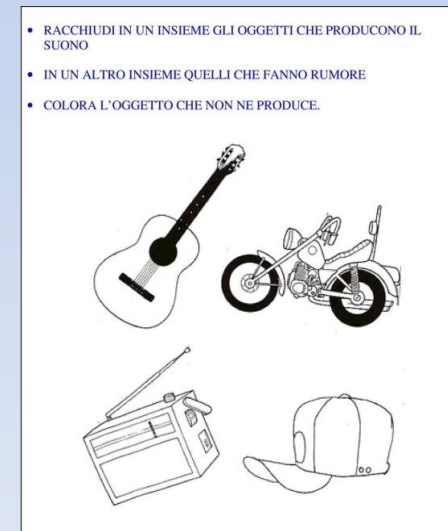 • RACCHIUDI IN UN INSIEME GLI OGGETTI CHE PRODUCONO IL
SUONO
• IN UN ALTRO INSIEME QUELLI CHE FANNO RUMORE
• COLORA L'OGGETTO CHE NON NE PRODUCE.